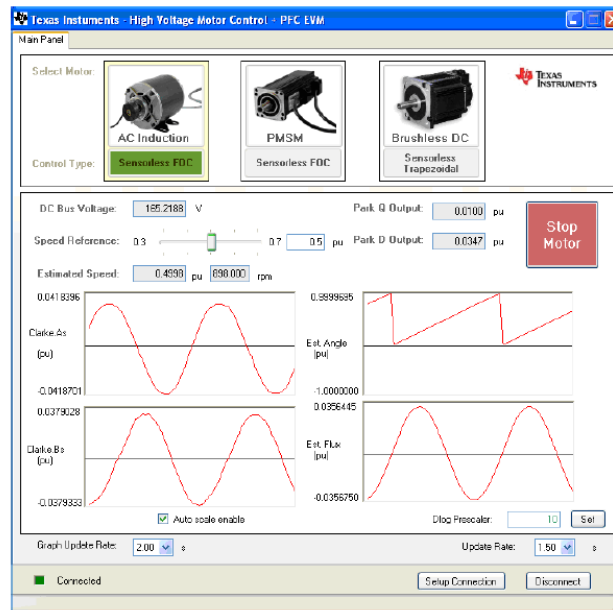 Texas Instruments - High Voltage Motor Control + PFC EVM
Main Panel
Select Motor:
AC Induction
PMSM
Brushless DC
TEXAS INSTRUMENTS
Control Type:
Sensorless FOC
Sensorless FOC
Sensorless Trapezoidal
DC Bus Voltage: 165.2188 V
Park Q Output: 0.0100 pu
Speed Reference: 0.3 0.7 0.5 pu
Park D Output: 0.0347 pu
Stop Motor
Estimated Speed: 0.4998 pu 898.000 rpm
0.0418396
Clarke.As (pu)
-0.0418701
0.9999695
Est. Angle (pu)
-1.0000000
0.0379028
Clarke.Bs (pu)
-0.0379333
0.0356445
Est. Flux (pu)
-0.0356750
Auto scale enable
Dlog Prescaler: 10 Set
Graph Update Rate: 2.00 s
Update Rate: 1.50 s
Connected
Setup Connection
Disconnect